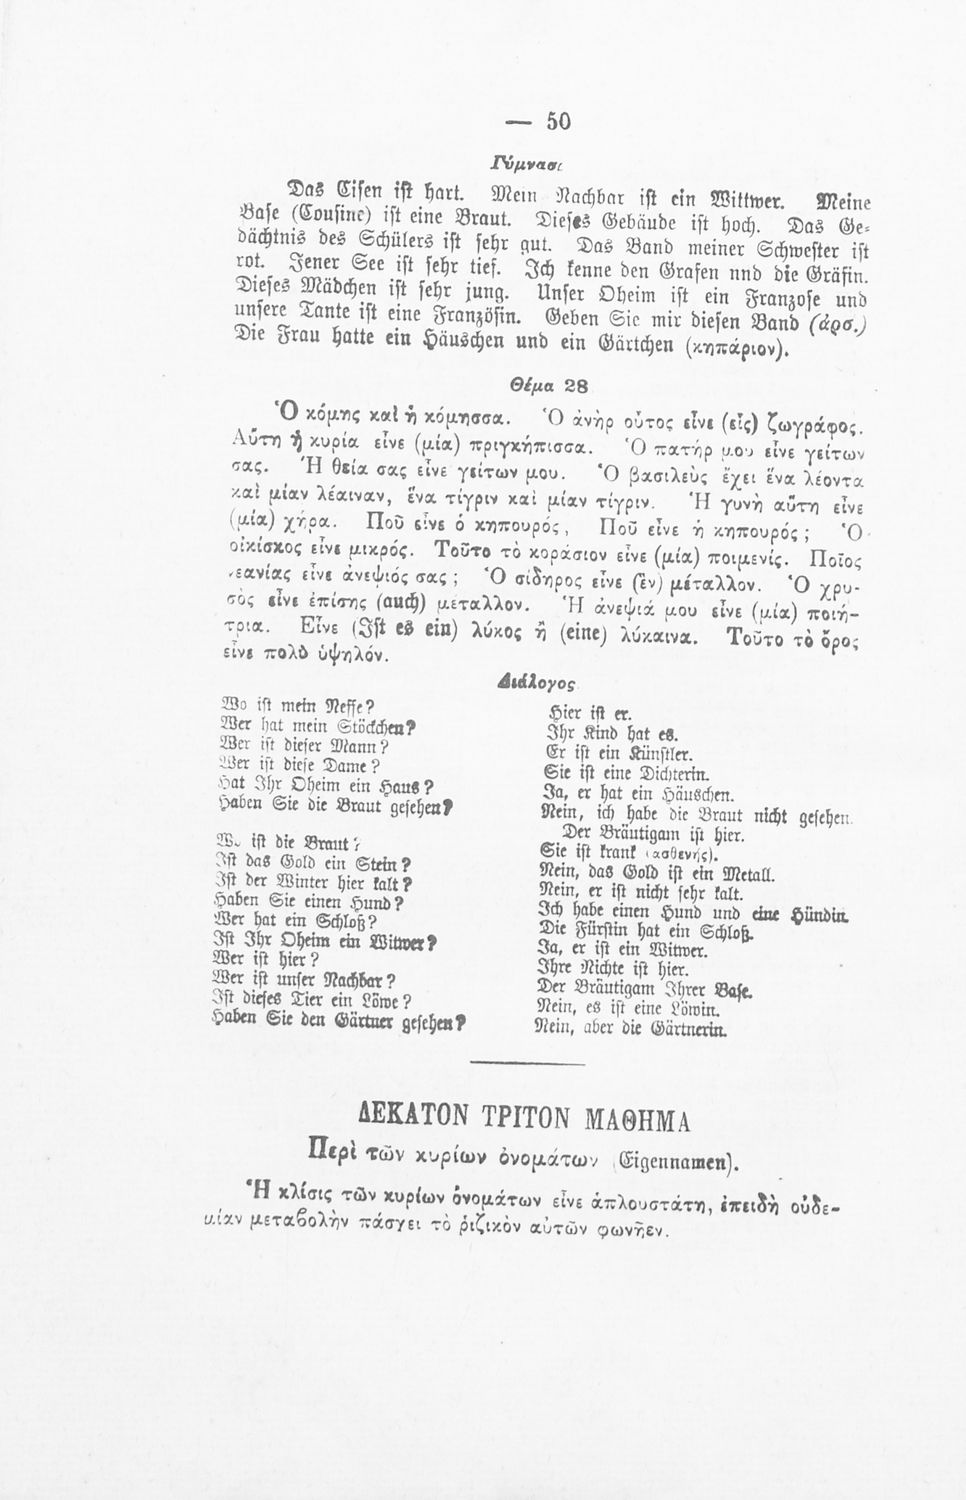 — 50
Γύμνασι
Das Eisen ist hart. Mein Nachbar ist ein Wittwer. Meine
Base (Cousine) ist eine Braut. Dieses Gebäude ist hoch. Das Ge-
dächtnis des Schülers ist sehr gut. Das Band meiner Schwester ist
rot. Jener See ist sehr tief. Ich kenne den Grafen nnd die Gräfin.
Dieses Mädchen ist sehr jung. Unser Oheim ist ein Franzose und
unsere Tante ist eine Französin. Geben Sie mir diesen Band (ἀρσ.)
Die Frau hatte ein Häuschen und ein Gärtchen (κηπάριον).
Θέμα 28
Ὁ κόμης καὶ ἡ κόμησσα. Ὁ ἀνὴρ οὗτος εἶνε (εἷς) ζωγράφος.
Αὕτη ἡ κυρία εἶνε (μία) πριγκήπισσα. Ὁ πατήρ μου εἶνε γείτων
σας. Ἡ θεία σας εἶνε γείτων μου. Ὁ βασιλεὺς ἔχει ἕνα λέοντα
καὶ μίαν λέαιναν, ἕνα τίγριν καὶ μίαν τίγριν. Ἡ γυνὴ αὕτη εἶνε
(μία) χήρα. Ποῦ εἶνε ὁ κηπουρός, Ποῦ εἶνε ἡ κηπουρός; Ὁ
οἰκίσκος εἶνε μικρός. Τοῦτο τὸ κοράσιον εἶνε (μία) ποιμενίς. Ποῖος
νεανίας εἶνε ἀνεψιός σας; Ὁ σίδηρος εἶνε (ἓν) μέταλλον. Ὁ χρυ-
σὸς εἶνε ἐπίσης (auch) μέταλλον. Ἡ ἀνεψιά μου εἶνε (μία) ποιή-
τρια. Εἶνε (Ist es ein) λύκος ἢ (eine) λύκαινα. Τοῦτο τὸ ὄρος
εἶνε πολὺ ὑψηλόν.
Διάλογος
Wo ist mein Neffe? Hier ist er.
Wer hat mein Stöckchen? Ihr Kind hat es.
Wer ist dieser Mann? Er ist ein Künstler.
Wer ist diese Dame? Sie ist eine Dichterin.
Hat Ihr Oheim ein Haus? Ja, er hat ein Häuschen.
Haben Sie die Braut gesehen? Nein, ich habe die Braut nicht gesehen.
Der Bräutigam ist hier.
Wo ist die Braut? Sie ist krank (ασθενής).
Ist das Gold ein Stein? Nein, das Gold ist ein Metall.
Ist der Winter hier kalt? Nein, er ist nicht sehr kalt.
Haben Sie einen Hund? Ich habe einen Hund und eine Hündin.
Wer hat ein Schloß? Die Fürstin hat ein Schloß.
Ist Ihr Oheim ein Witwer? Ja, er ist ein Witwer.
Wer ist hier? Ihre Nichte ist hier.
Wer ist unser Nachbar? Der Bräutigam Ihrer Base.
Ist dieses Tier ein Löwe? Nein, es ist eine Löwin.
Haben Sie den Gärtner gesehen? Nein, aber die Gärtnerin.
ΔΕΚΑΤΟΝ ΤΡΙΤΟΝ ΜΑΘΗΜΑ
Περὶ τῶν κυρίων ὀνομάτων (Eigennamen).
Ἡ κλίσις τῶν κυρίων ὀνομάτων εἶνε ἁπλουστάτη, ἐπειδὴ οὐδε-
μίαν μεταβολὴν πάσχει τὸ ῥιζικὸν αὐτῶν φωνῆεν.